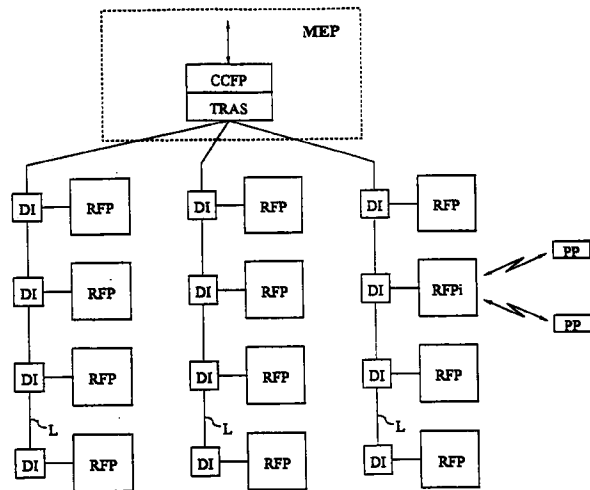 MEP
CCFP
TRAS
DI RFP DI RFP DI RFP
PP
DI RFP DI RFP DI RFPi
PP
DI RFP DI RFP DI RFP
L L L
DI RFP DI RFP DI RFP